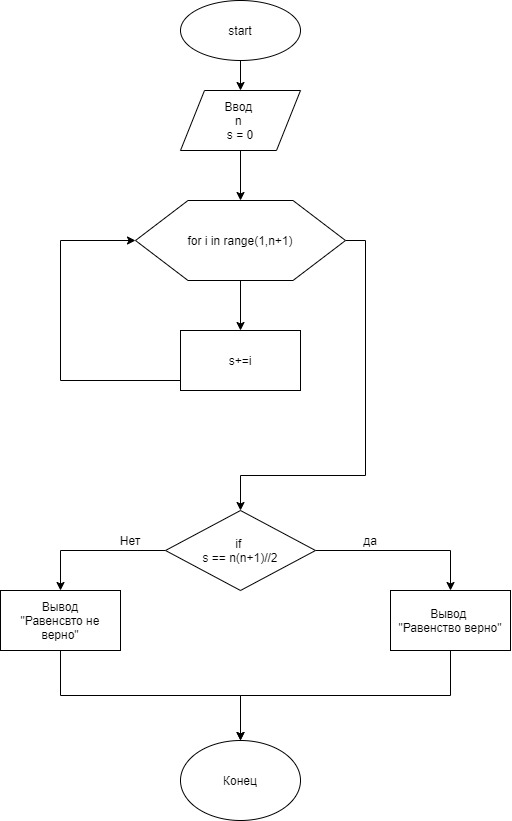 start
Ввод
n
s = 0
for i in range(1,n+1)
s+=i
if
s == n(n+1)//2
Нет
да
Вывод
"Равенсвто не
верно"
Вывод
"Равенство верно"
Конец